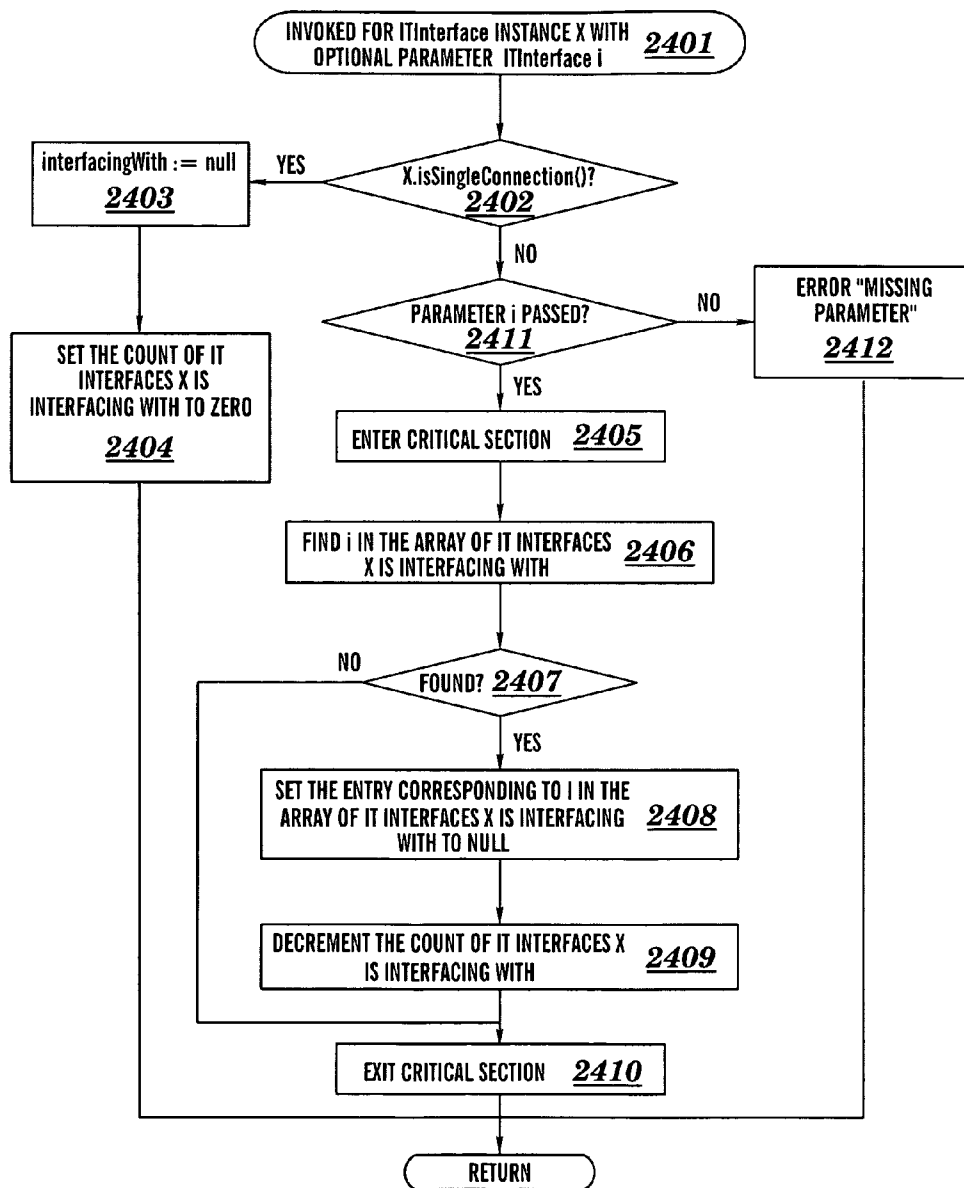 INVOKED FOR ITInterface INSTANCE X WITH
OPTIONAL PARAMETER ITInterface i
2401
X.isSingleConnection()?
2402
YES
interfacingWith := null
2403
NO
SET THE COUNT OF IT
INTERFACES X IS
INTERFACING WITH TO ZERO
2404
PARAMETER i PASSED?
2411
NO
ERROR "MISSING
PARAMETER"
2412
YES
ENTER CRITICAL SECTION 2405
FIND i IN THE ARRAY OF IT INTERFACES
X IS INTERFACING WITH
2406
FOUND? 2407
NO
YES
SET THE ENTRY CORRESPONDING TO I IN THE
ARRAY OF IT INTERFACES X IS INTERFACING
WITH TO NULL
2408
DECREMENT THE COUNT OF IT INTERFACES X
IS INTERFACING WITH
2409
EXIT CRITICAL SECTION 2410
RETURN